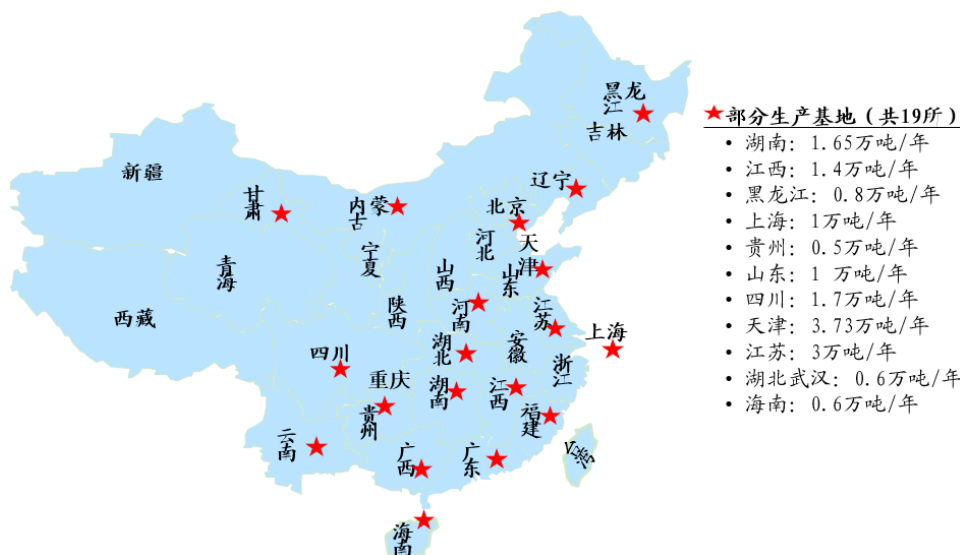 黑龙江
吉林
辽宁
新疆
甘肃
内蒙古
北京
天津
河北
宁夏
青海
山西
山东
陕西
河南
江苏
西藏
上海
安徽
湖北
四川
浙江
重庆
湖南
江西
贵州
福建
云南
广西
广东
台湾
海南
部分生产基地（共19所）
• 湖南：1.65万吨/年
• 江西：1.4万吨/年
• 黑龙江：0.8万吨/年
• 上海：1万吨/年
• 贵州：0.5万吨/年
• 山东：1 万吨/年
• 四川：1.7万吨/年
• 天津：3.73万吨/年
• 江苏：3万吨/年
• 湖北武汉：0.6万吨/年
• 海南：0.6万吨/年